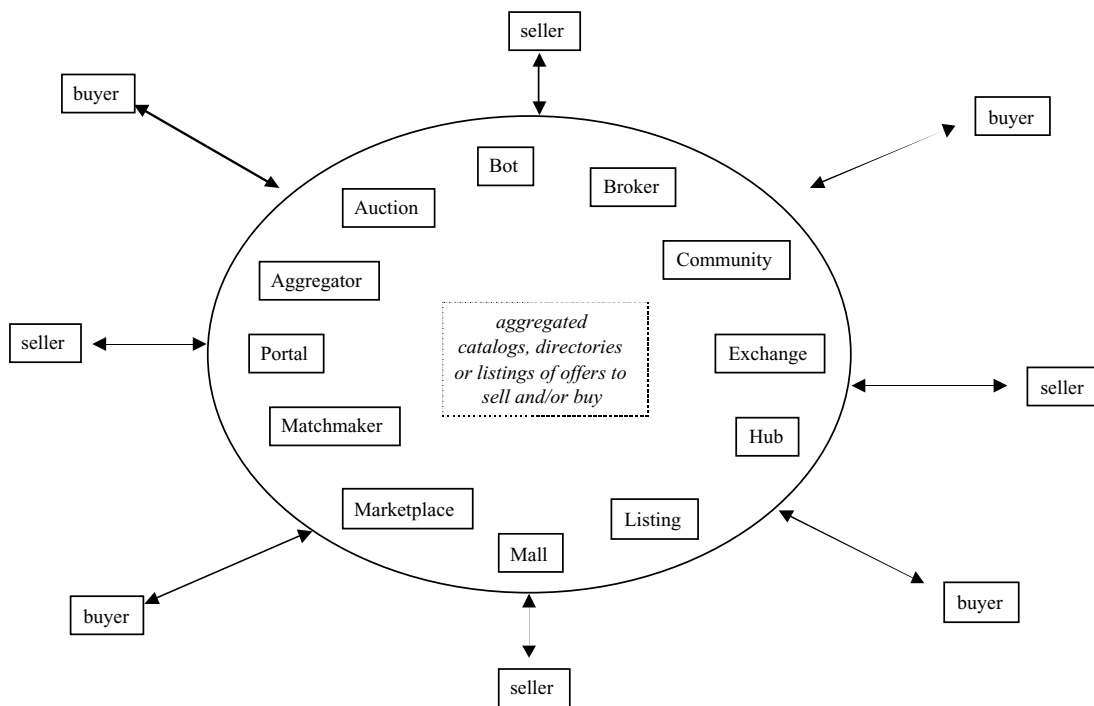 seller
buyer
buyer
Bot
Broker
Auction
Community
Aggregator
aggregated
catalogs, directories
or listings of offers to
sell and/or buy
seller
Portal
Exchange
seller
Matchmaker
Hub
Marketplace
Listing
Mall
buyer
buyer
seller